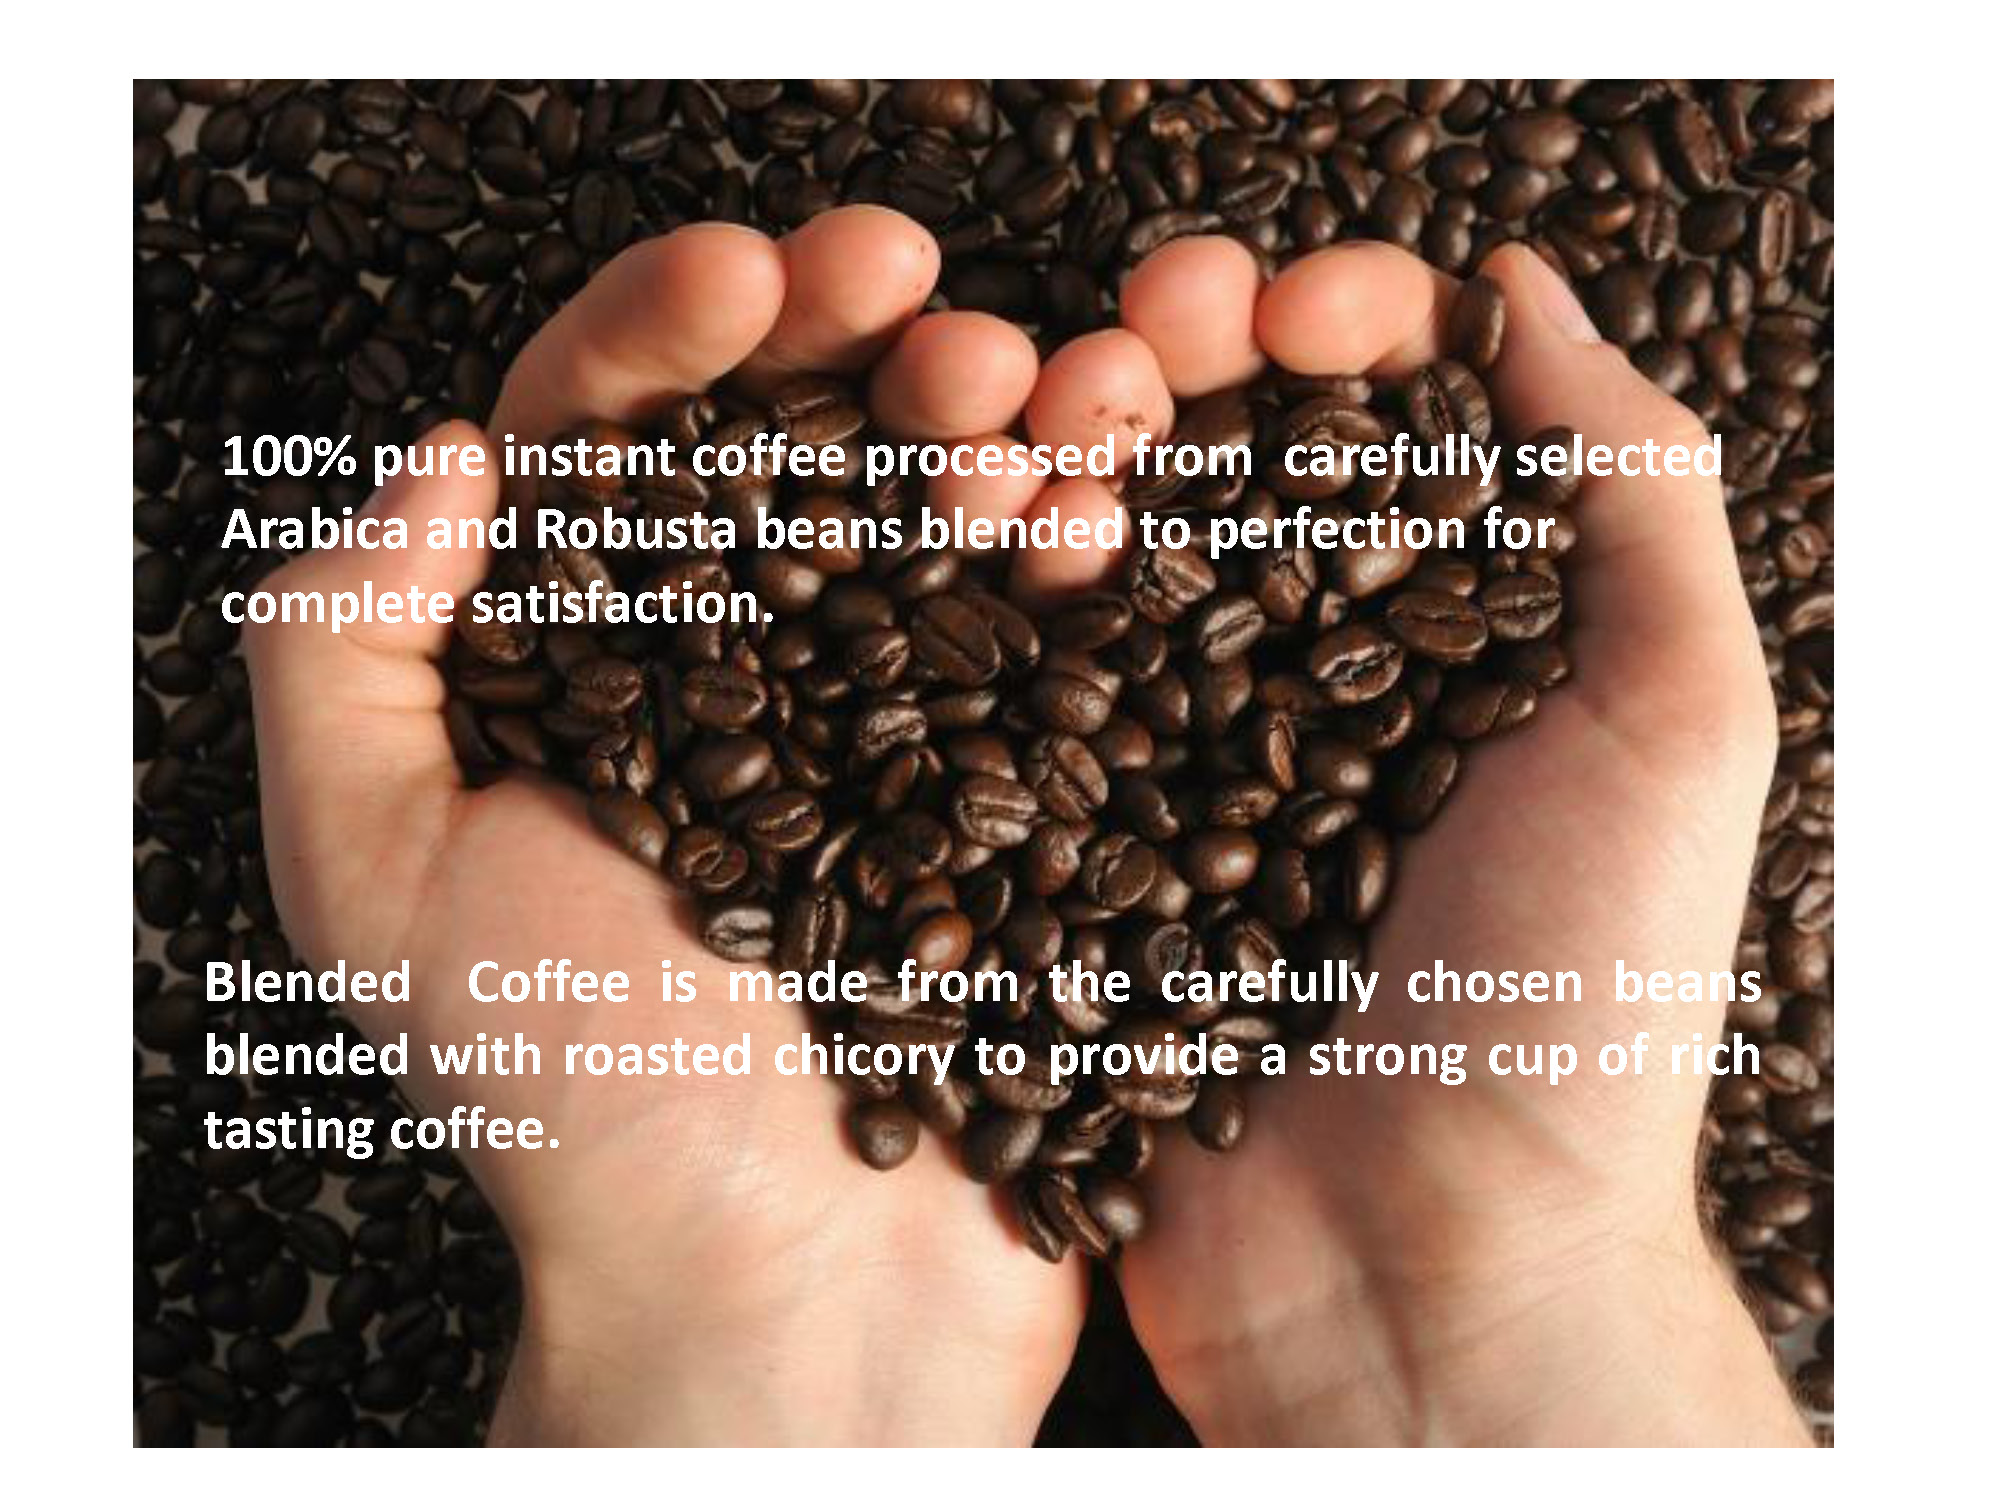 100% pure instant coffee processed from carefully selected
Arabica and Robusta beans blended to perfection for
complete satisfaction.
Blended Coffee is made from the carefully chosen beans
blended with roasted chicory to provide a strong cup of rich
tasting coffee.